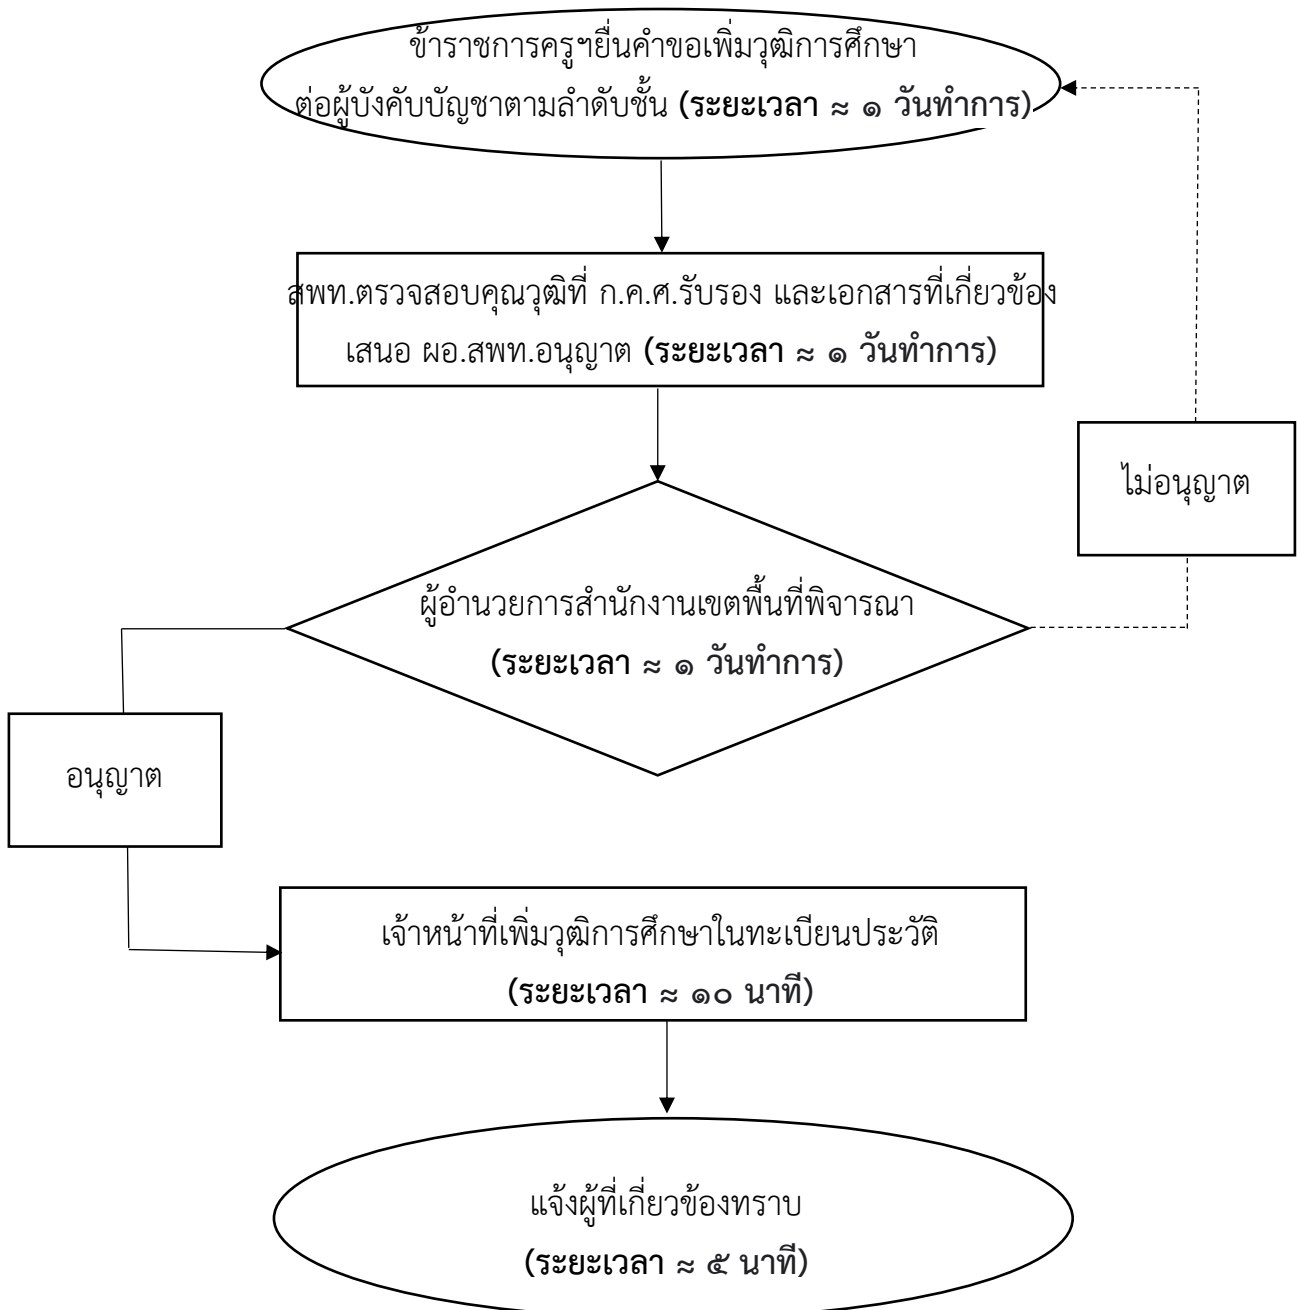 ข้าราชการครูฯยื่นคำขอเพิ่มวุฒิการศึกษา
ต่อผู้บังคับบัญชาตามลำดับชั้น (ระยะเวลา ≈ ๑ วันทำการ)
สพท.ตรวจสอบคุณวุฒิที่ ก.ค.ศ.รับรอง และเอกสารที่เกี่ยวข้อง
เสนอ ผอ.สพท.อนุญาต (ระยะเวลา ≈ ๑ วันทำการ)
ไม่อนุญาต
ผู้อำนวยการสำนักงานเขตพื้นที่พิจารณา
(ระยะเวลา ≈ ๑ วันทำการ)
อนุญาต
เจ้าหน้าที่เพิ่มวุฒิการศึกษาในทะเบียนประวัติ
(ระยะเวลา ≈ ๑๐ นาที)
แจ้งผู้ที่เกี่ยวข้องทราบ
(ระยะเวลา ≈ ๕ นาที)